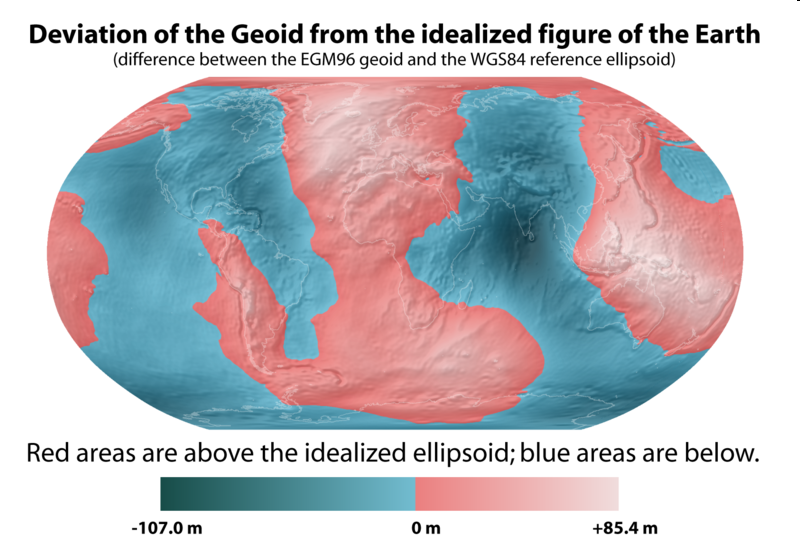 Deviation of the Geoid from the idealized figure of the Earth
(difference between the EGM96 geoid and the WGS84 reference ellipsoid)
Red areas are above the idealized ellipsoid; blue areas are below.
-107.0 m 0 m +85.4 m